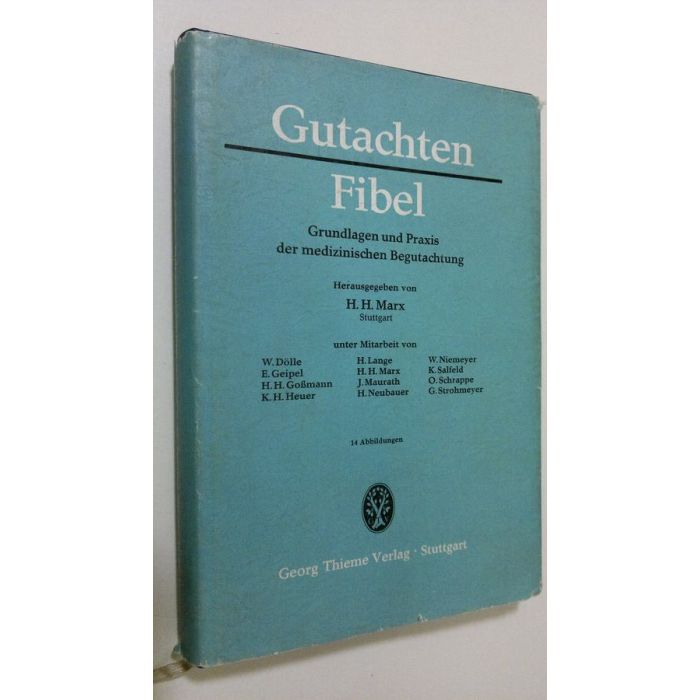 Gutachten
Fibel
Grundlagen und Praxis
der medizinischen Begutachtung
Herausgegeben von
H. H. Marx
Stuttgart
unter Mitarbeit von
W. Dölle
E. Geipel
H. H. Goßmann
K. H. Heuer
H. Lange
H. H. Marx
J. Maurath
H. Neubauer
W. Niemeyer
K. Salfeld
O. Schrappe
G. Strohmeyer
14 Abbildungen
Georg Thieme Verlag · Stuttgart